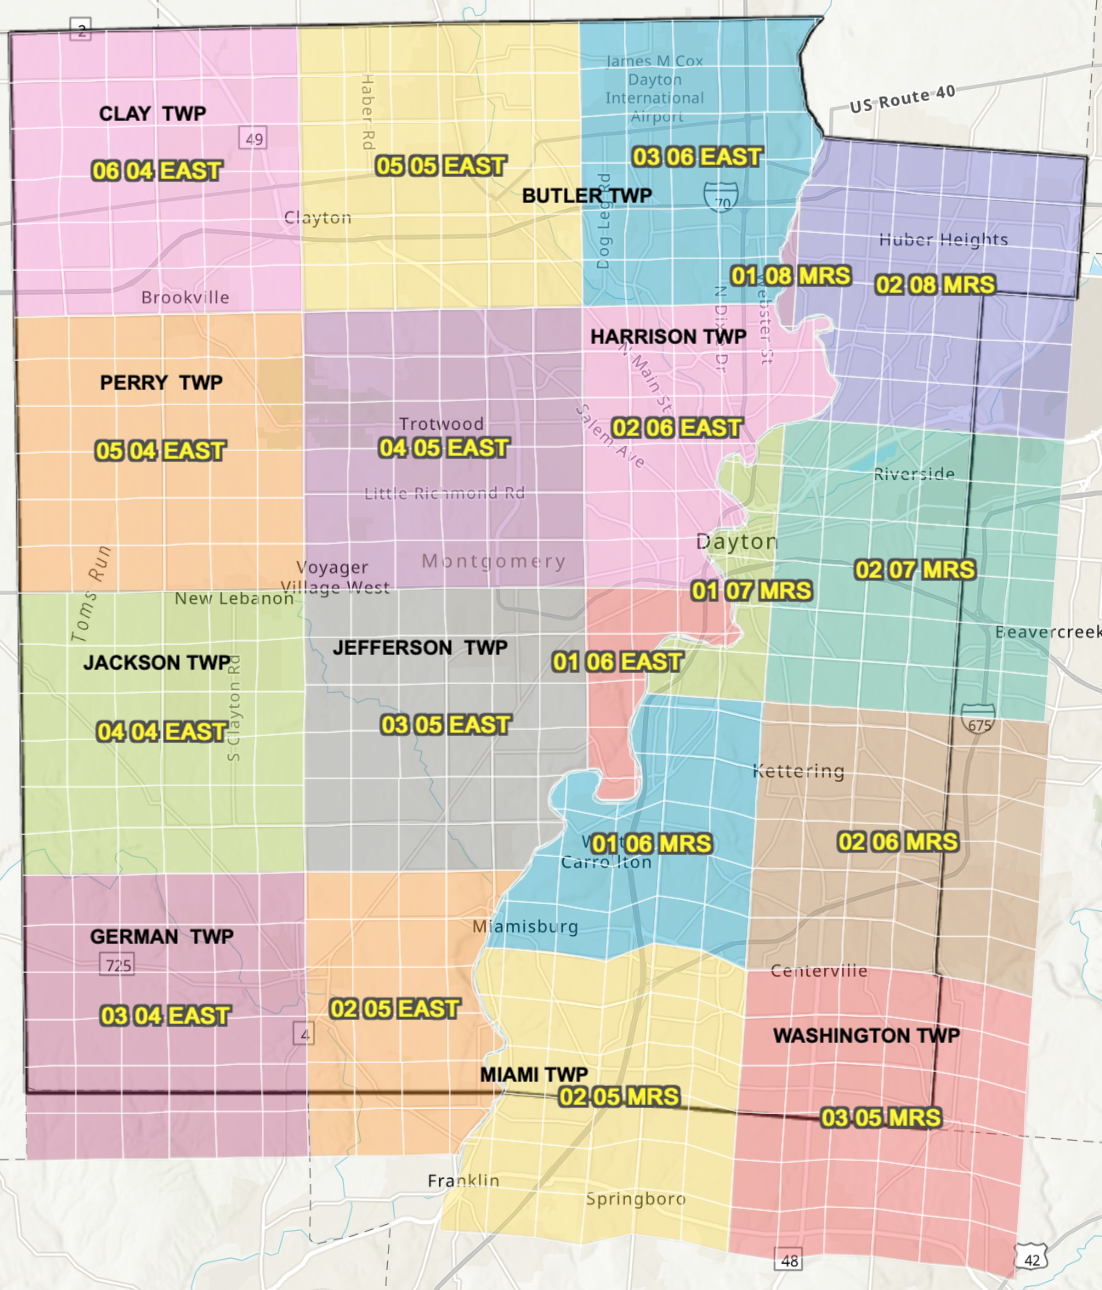 2
US Route 40
James M Cox
Dayton
International
Airport
CLAY TWP
Haber Rd
49
06 04 EAST
05 05 EAST
03 06 EAST
BUTLER TWP
70
Dog Leg Rd
Clayton
Huber Heights
01 08 MRS
02 08 MRS
Brookville
N Dixie Dr
Webster St
HARRISON TWP
N Main St
PERRY TWP
Salem Ave
Trotwood
02 06 EAST
05 04 EAST
04 05 EAST
Riverside
Little Richmond Rd
Dayton
Toms Run
Montgomery
Voyager
Village West
02 07 MRS
New Lebanon
01 07 MRS
Beavercreek
JEFFERSON TWP
JACKSON TWP
01 06 EAST
S Clayton Rd
04 04 EAST
03 05 EAST
675
Kettering
01 06 MRS
02 06 MRS
West
Carrollton
Miamisburg
GERMAN TWP
725
Centerville
03 04 EAST
02 05 EAST
4
WASHINGTON TWP
MIAMI TWP
02 05 MRS
03 05 MRS
Franklin
Springboro
48
42